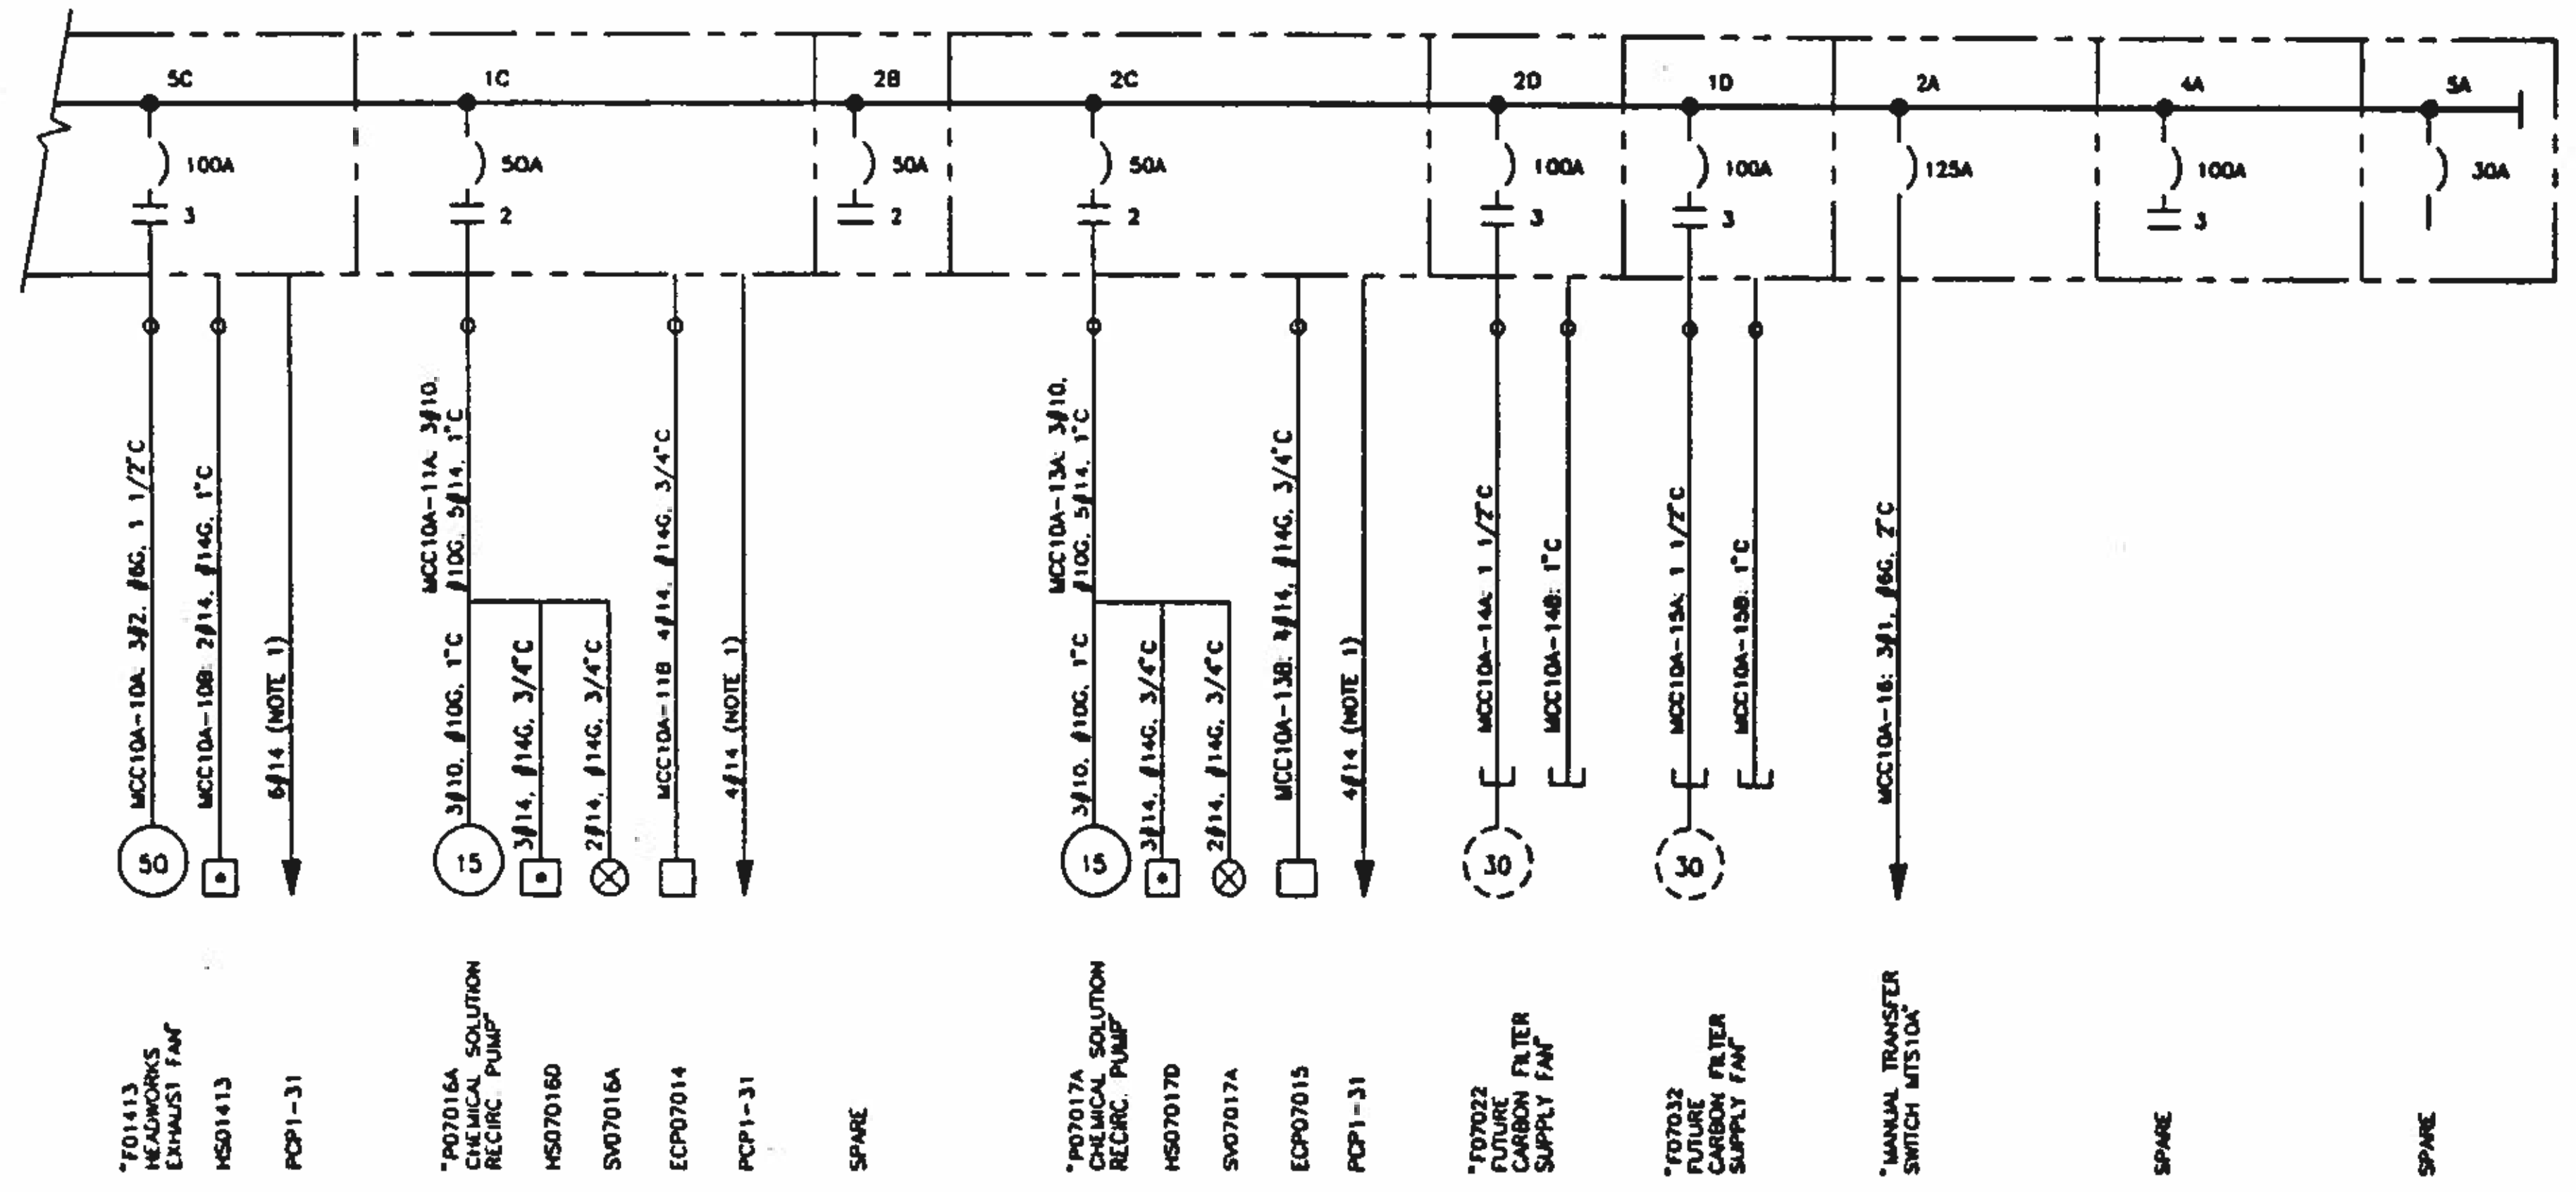 5C
1C
2B
2C
2D
1D
2A
4A
5A
100A
50A
50A
50A
100A
100A
125A
100A
30A
3
2
2
2
3
3
3
MCC10A-10A: 3#2, #6G, 1 1/2"C
MCC10A-10B: 2#14, #14G, 1"C
6#14 (NOTE 1)
MCC10A-11A: 3#10,
#10G, 5#14, 1"C
3#10, #10G, 1"C
3#14, #14G, 3/4"C
2#14, #14G, 3/4"C
MCC10A-11B 4#14, #14G, 3/4"C
4#14 (NOTE 1)
MCC10A-13A: 3#10,
#10G, 5#14, 1"C
3#10, #10G, 1"C
3#14, #14G, 3/4"C
2#14, #14G, 3/4"C
MCC10A-13B: 4#14, #14G, 3/4"C
4#14 (NOTE 1)
MCC10A-14A: 1 1/2"C
MCC10A-14B: 1"C
MCC10A-15A: 1 1/2"C
MCC10A-15B: 1"C
MCC10A-16: 3#1, #6G, 2"C
50
15
15
30
30
"F01413
HEADWORKS
EXHAUST FAN"
HS01413
PCP1-31
"P07016A
CHEMICAL SOLUTION
RECIRC. PUMP"
HS07016D
SV07016A
ECP07014
PCP1-31
SPARE
"P07017A
CHEMICAL SOLUTION
RECIRC. PUMP"
HS07017D
SV07017A
ECP07015
PCP1-31
"F07022
FUTURE
CARBON FILTER
SUPPLY FAN"
"F07032
FUTURE
CARBON FILTER
SUPPLY FAN"
"MANUAL TRANSFER
SWITCH MTS10A"
SPARE
SPARE